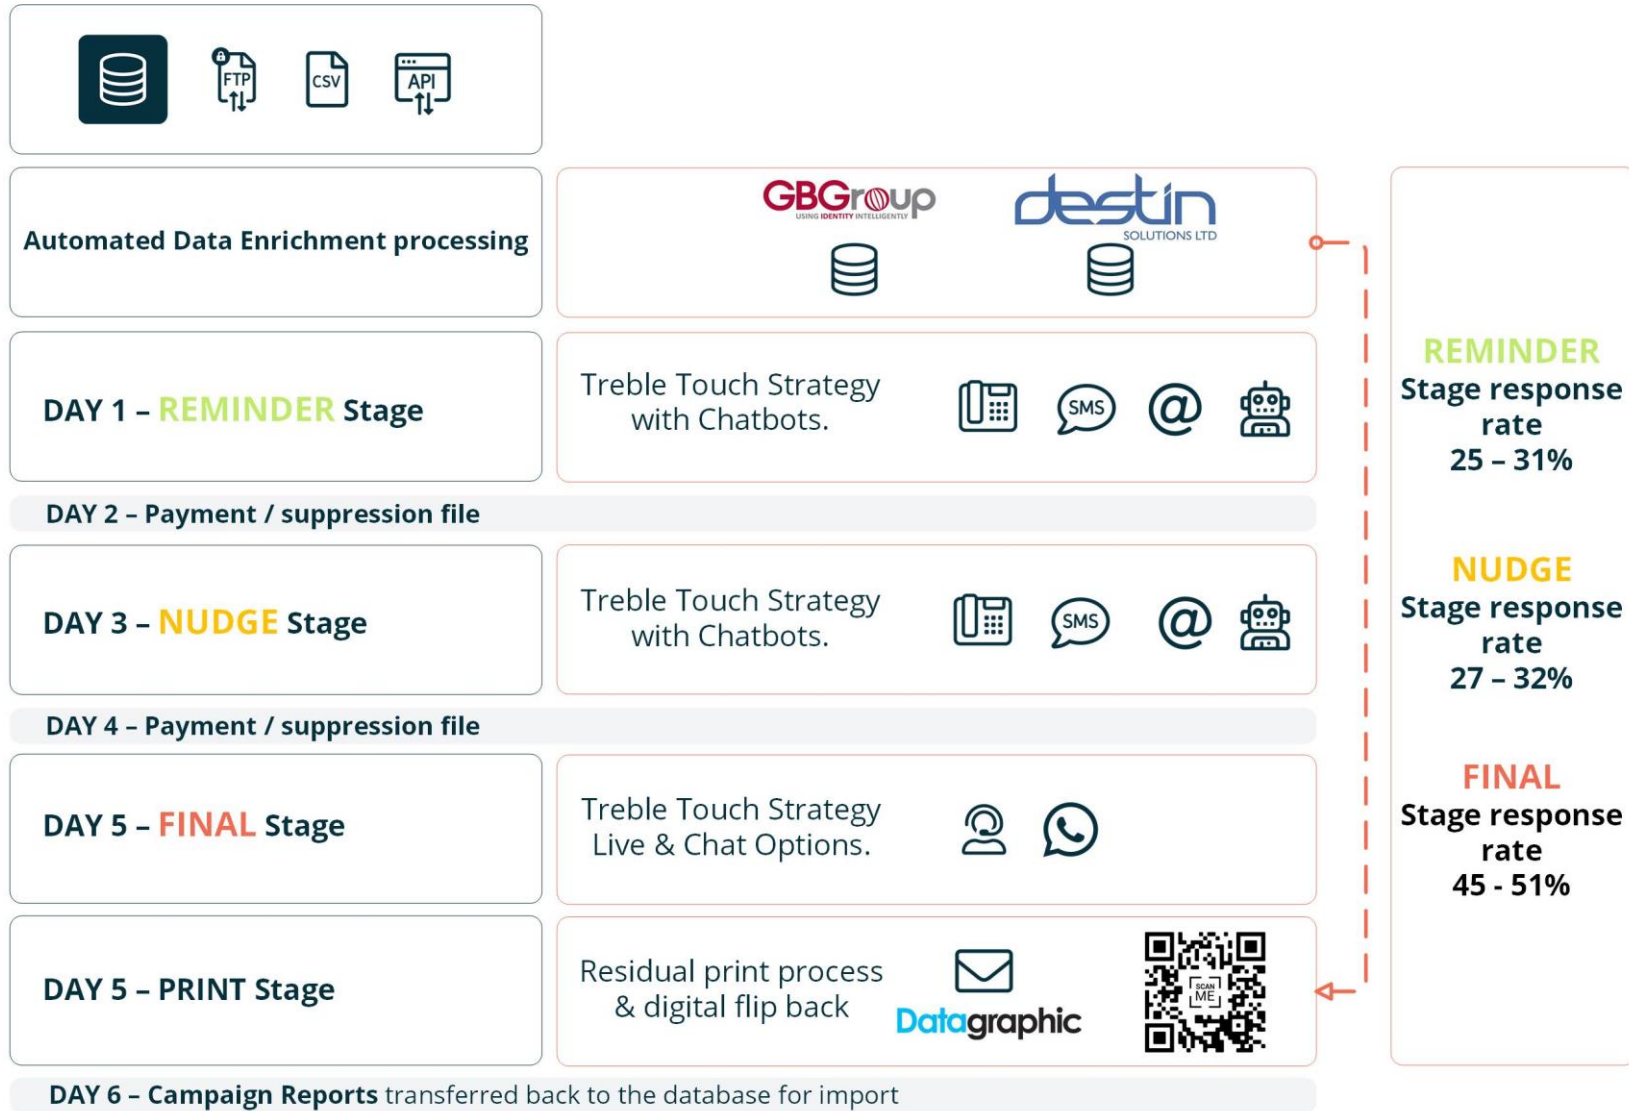 FTP
CSV
API
Automated Data Enrichment processing
GBGroup
USING IDENTITY INTELLIGENTLY
destin
SOLUTIONS LTD
DAY 1 – REMINDER Stage
Treble Touch Strategy
with Chatbots.
SMS
@
DAY 2 – Payment / suppression file
DAY 3 – NUDGE Stage
Treble Touch Strategy
with Chatbots.
SMS
@
DAY 4 – Payment / suppression file
DAY 5 – FINAL Stage
Treble Touch Strategy
Live & Chat Options.
DAY 5 – PRINT Stage
Residual print process
& digital flip back
Datagraphic
SCAN
ME
DAY 6 – Campaign Reports transferred back to the database for import
REMINDER
Stage response
rate
25 – 31%
NUDGE
Stage response
rate
27 – 32%
FINAL
Stage response
rate
45 - 51%